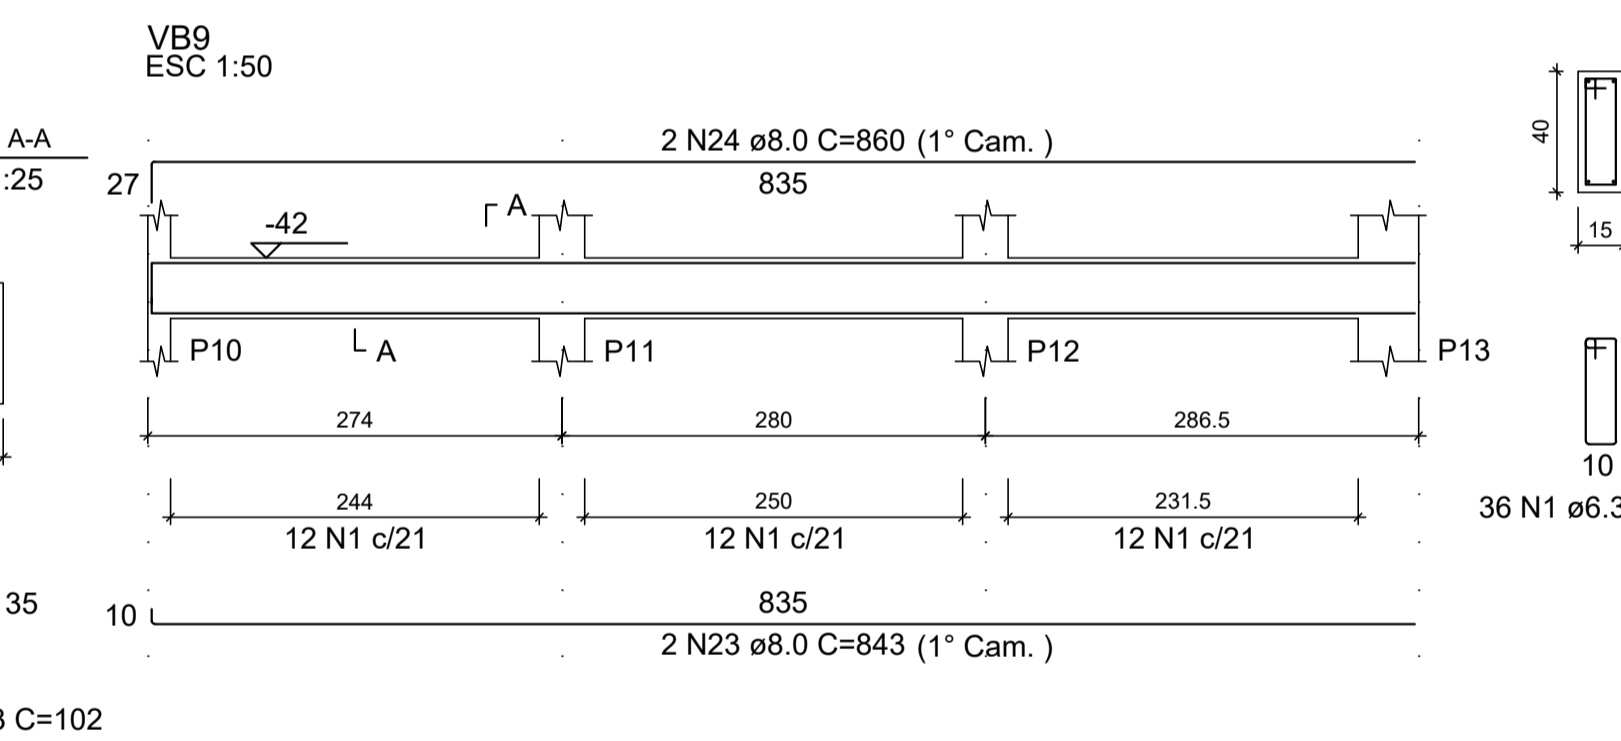 VB9
ESC 1:50
A-A
:25
2 N24 ø8.0 C=860 (1° Cam. )
27
835
A
-42
40
15
P10
A
P11
P12
P13
274
280
286.5
10
244
250
231.5
36 N1 ø6.3
12 N1 c/21
12 N1 c/21
12 N1 c/21
35
10
835
2 N23 ø8.0 C=843 (1° Cam. )
C=102